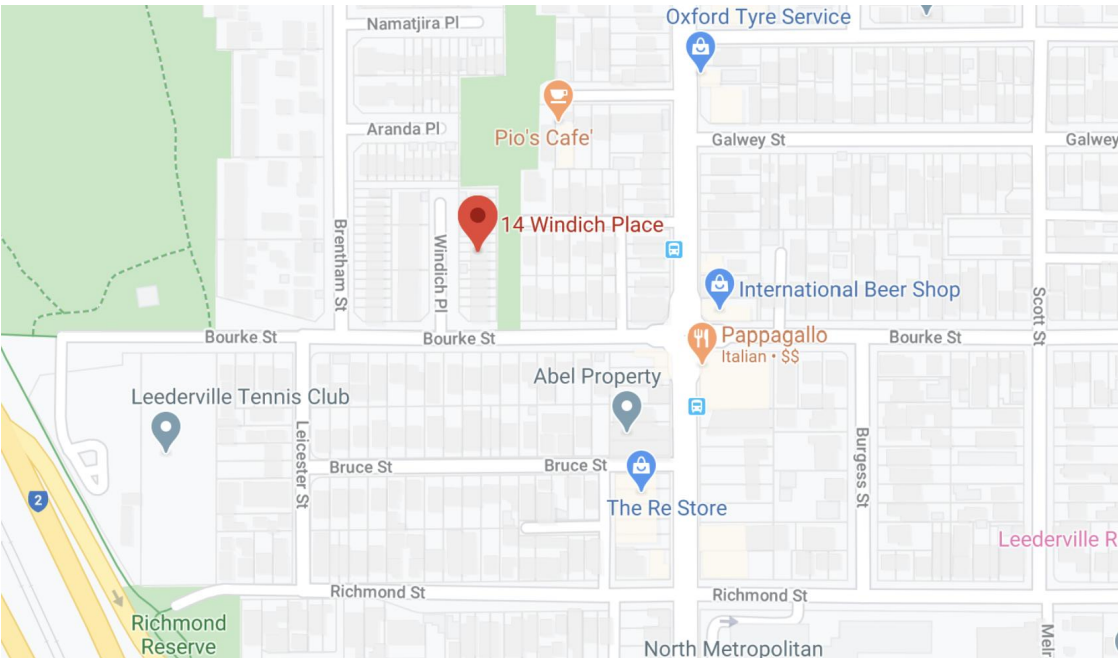 Namatjira Pl
Oxford Tyre Service
Aranda Pl
Pio's Cafe'
Galwey St
Galwey
Brentham St
Windich Pl
14 Windich Place
International Beer Shop
Scott St
Bourke St
Bourke St
Pappagallo
Italian • $$
Bourke St
Abel Property
Leederville Tennis Club
Leicester St
Bruce St
Bruce St
Burgess St
2
The Re Store
Leederville R
Richmond St
Richmond St
Richmond
Reserve
North Metropolitan
Melr